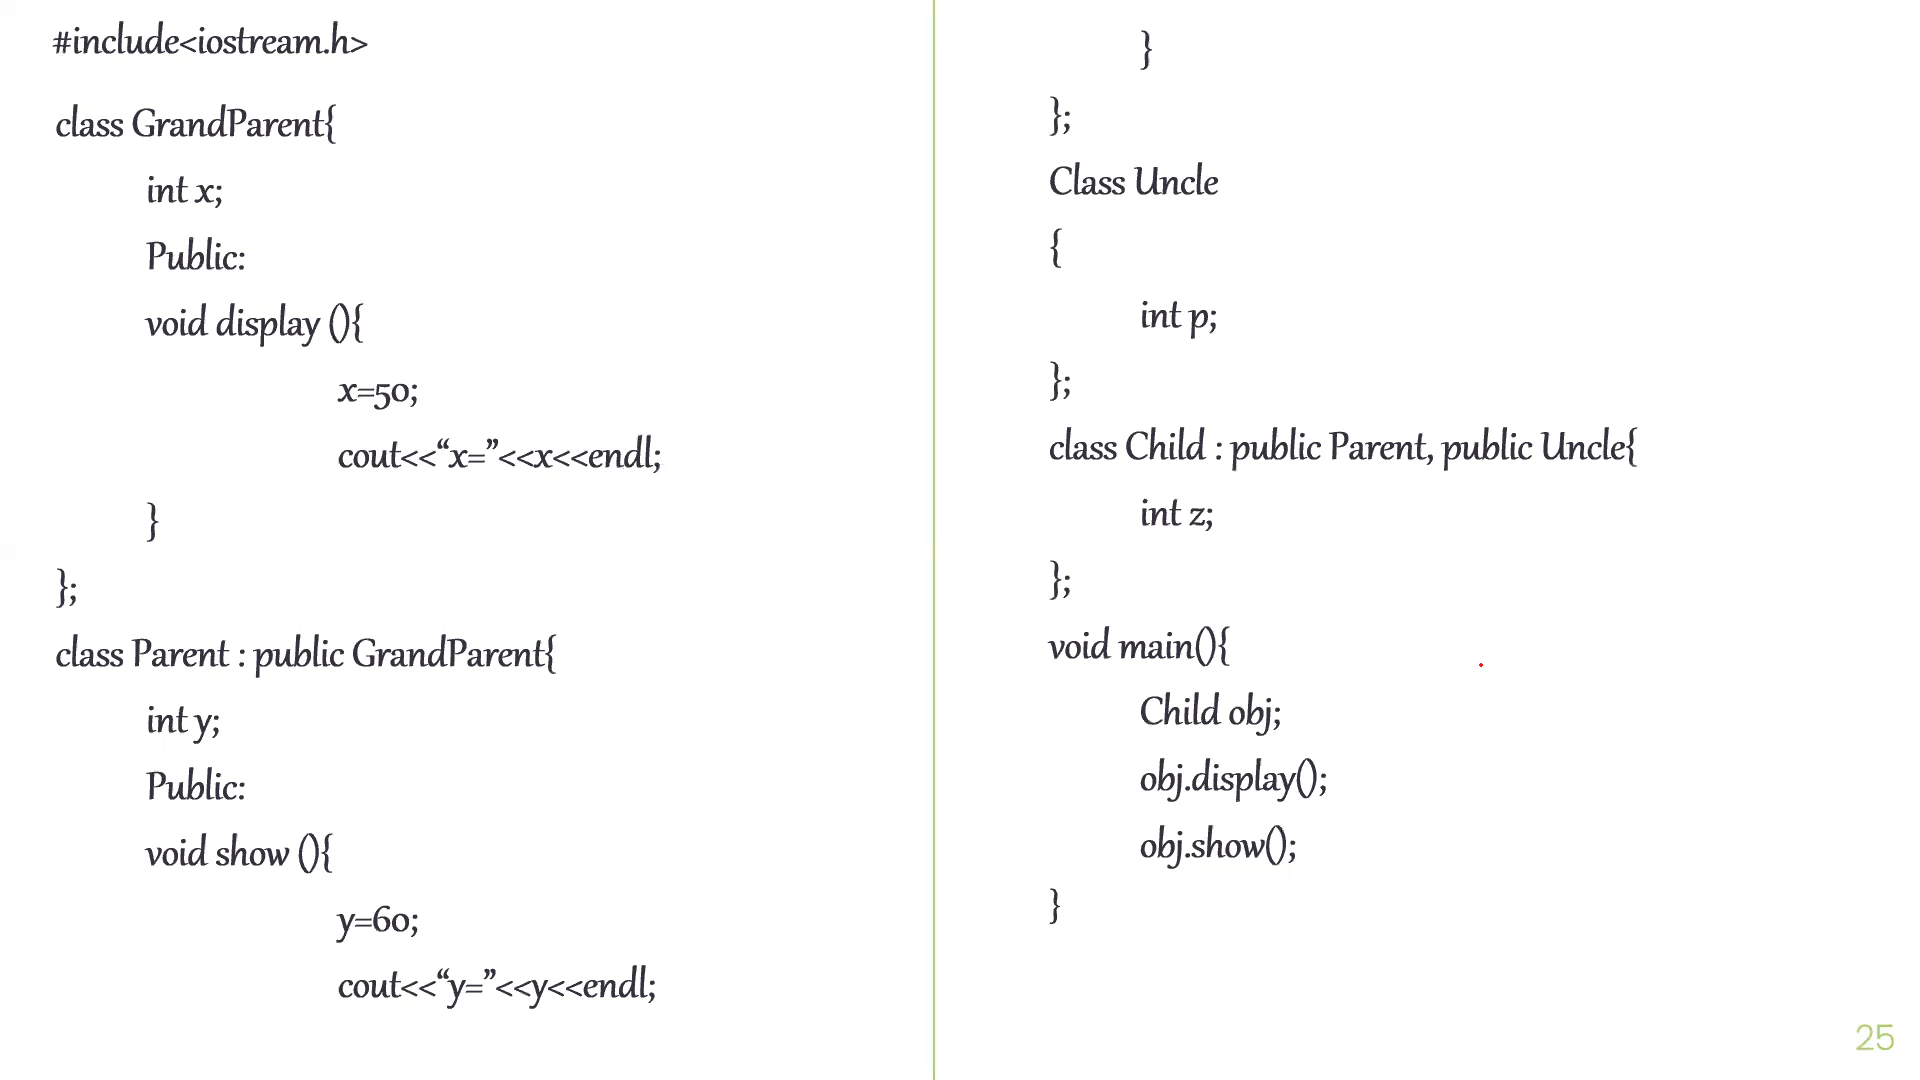 #include<iostream.h>
class GrandParent{
int x;
Public:
void display (){
x=50;
cout<<“x=”<<x<<endl;
}
};
class Parent : public GrandParent{
int y;
Public:
void show (){
y=60;
cout<<“y=”<<y<<endl;
}
};
Class Uncle
{
int p;
};
class Child : public Parent, public Uncle{
int z;
};
void main(){
Child obj;
obj.display();
obj.show();
}
25